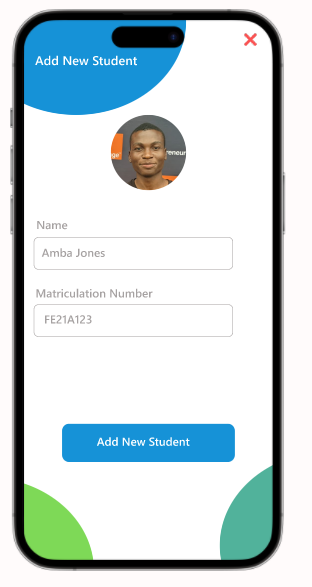 Add New Student
Name
Amba Jones
Matriculation Number
FE21A123
Add New Student